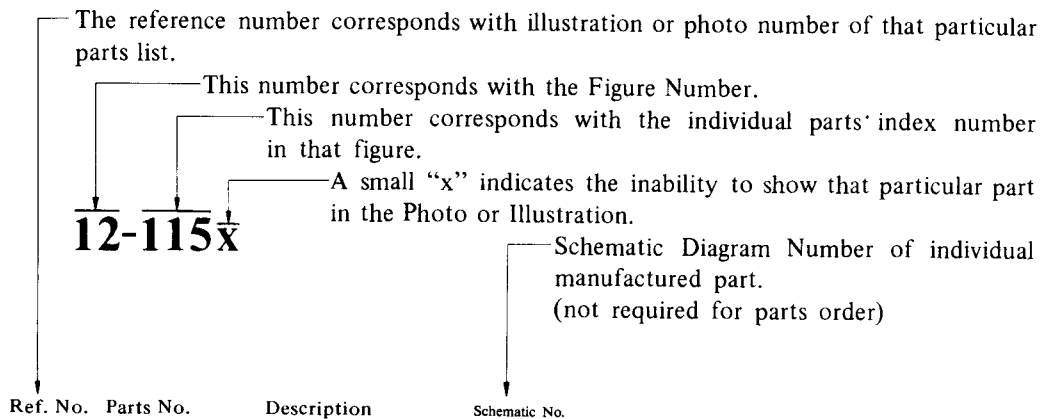 The reference number corresponds with illustration or photo number of that particular
parts list.
This number corresponds with the Figure Number.
This number corresponds with the individual parts' index number
in that figure.
A small “x” indicates the inability to show that particular part
in the Photo or Illustration.
12-115x
Schematic Diagram Number of individual
manufactured part.
(not required for parts order)
Ref. No. Parts No. Description Schematic No.